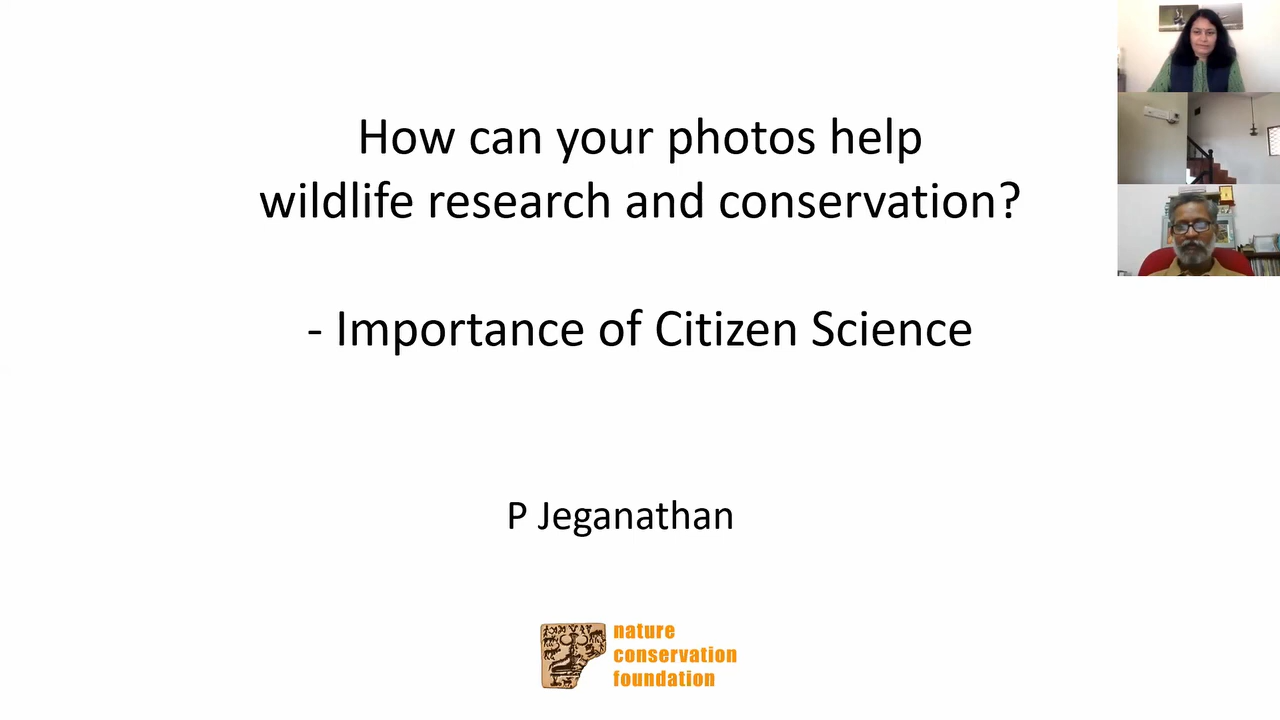 How can your photos help
wildlife research and conservation?
- Importance of Citizen Science
P Jeganathan
nature
conservation
foundation